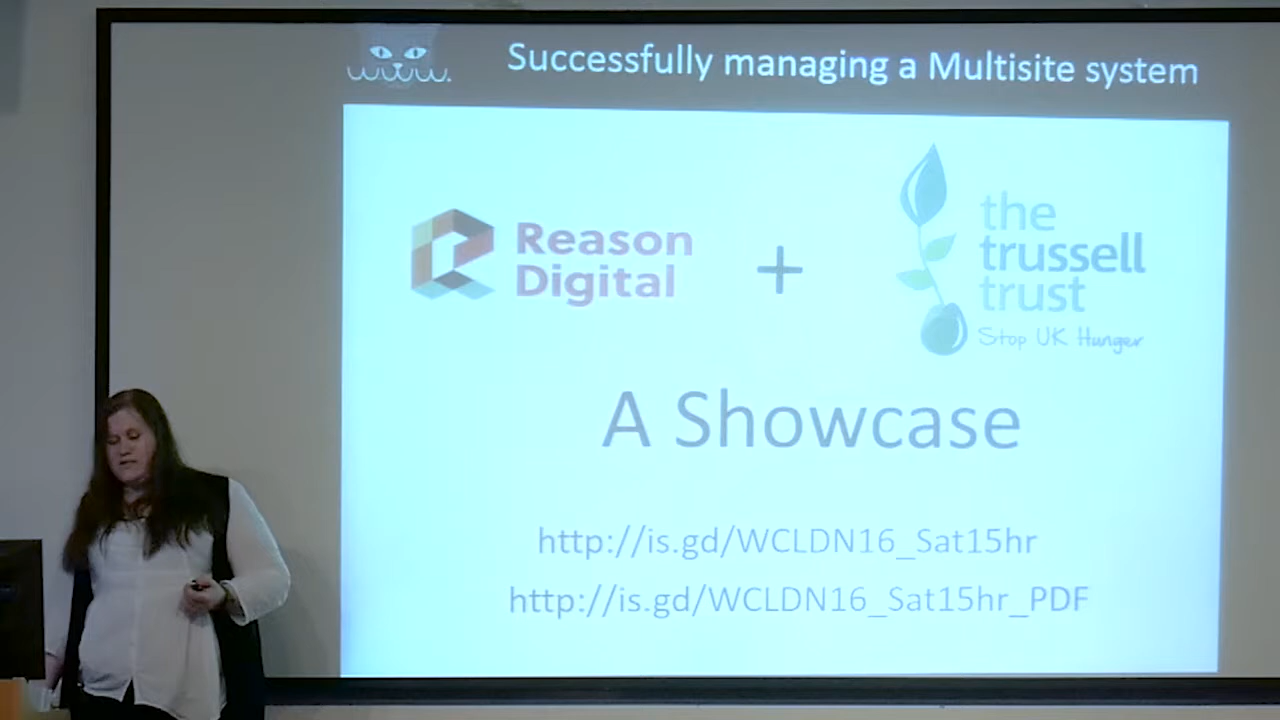 Successfully managing a Multisite system
Reason
Digital
+
the
trussell
trust
Stop UK Hunger
A Showcase
http://is.gd/WCLDN16_Sat15hr
http://is.gd/WCLDN16_Sat15hr_PDF